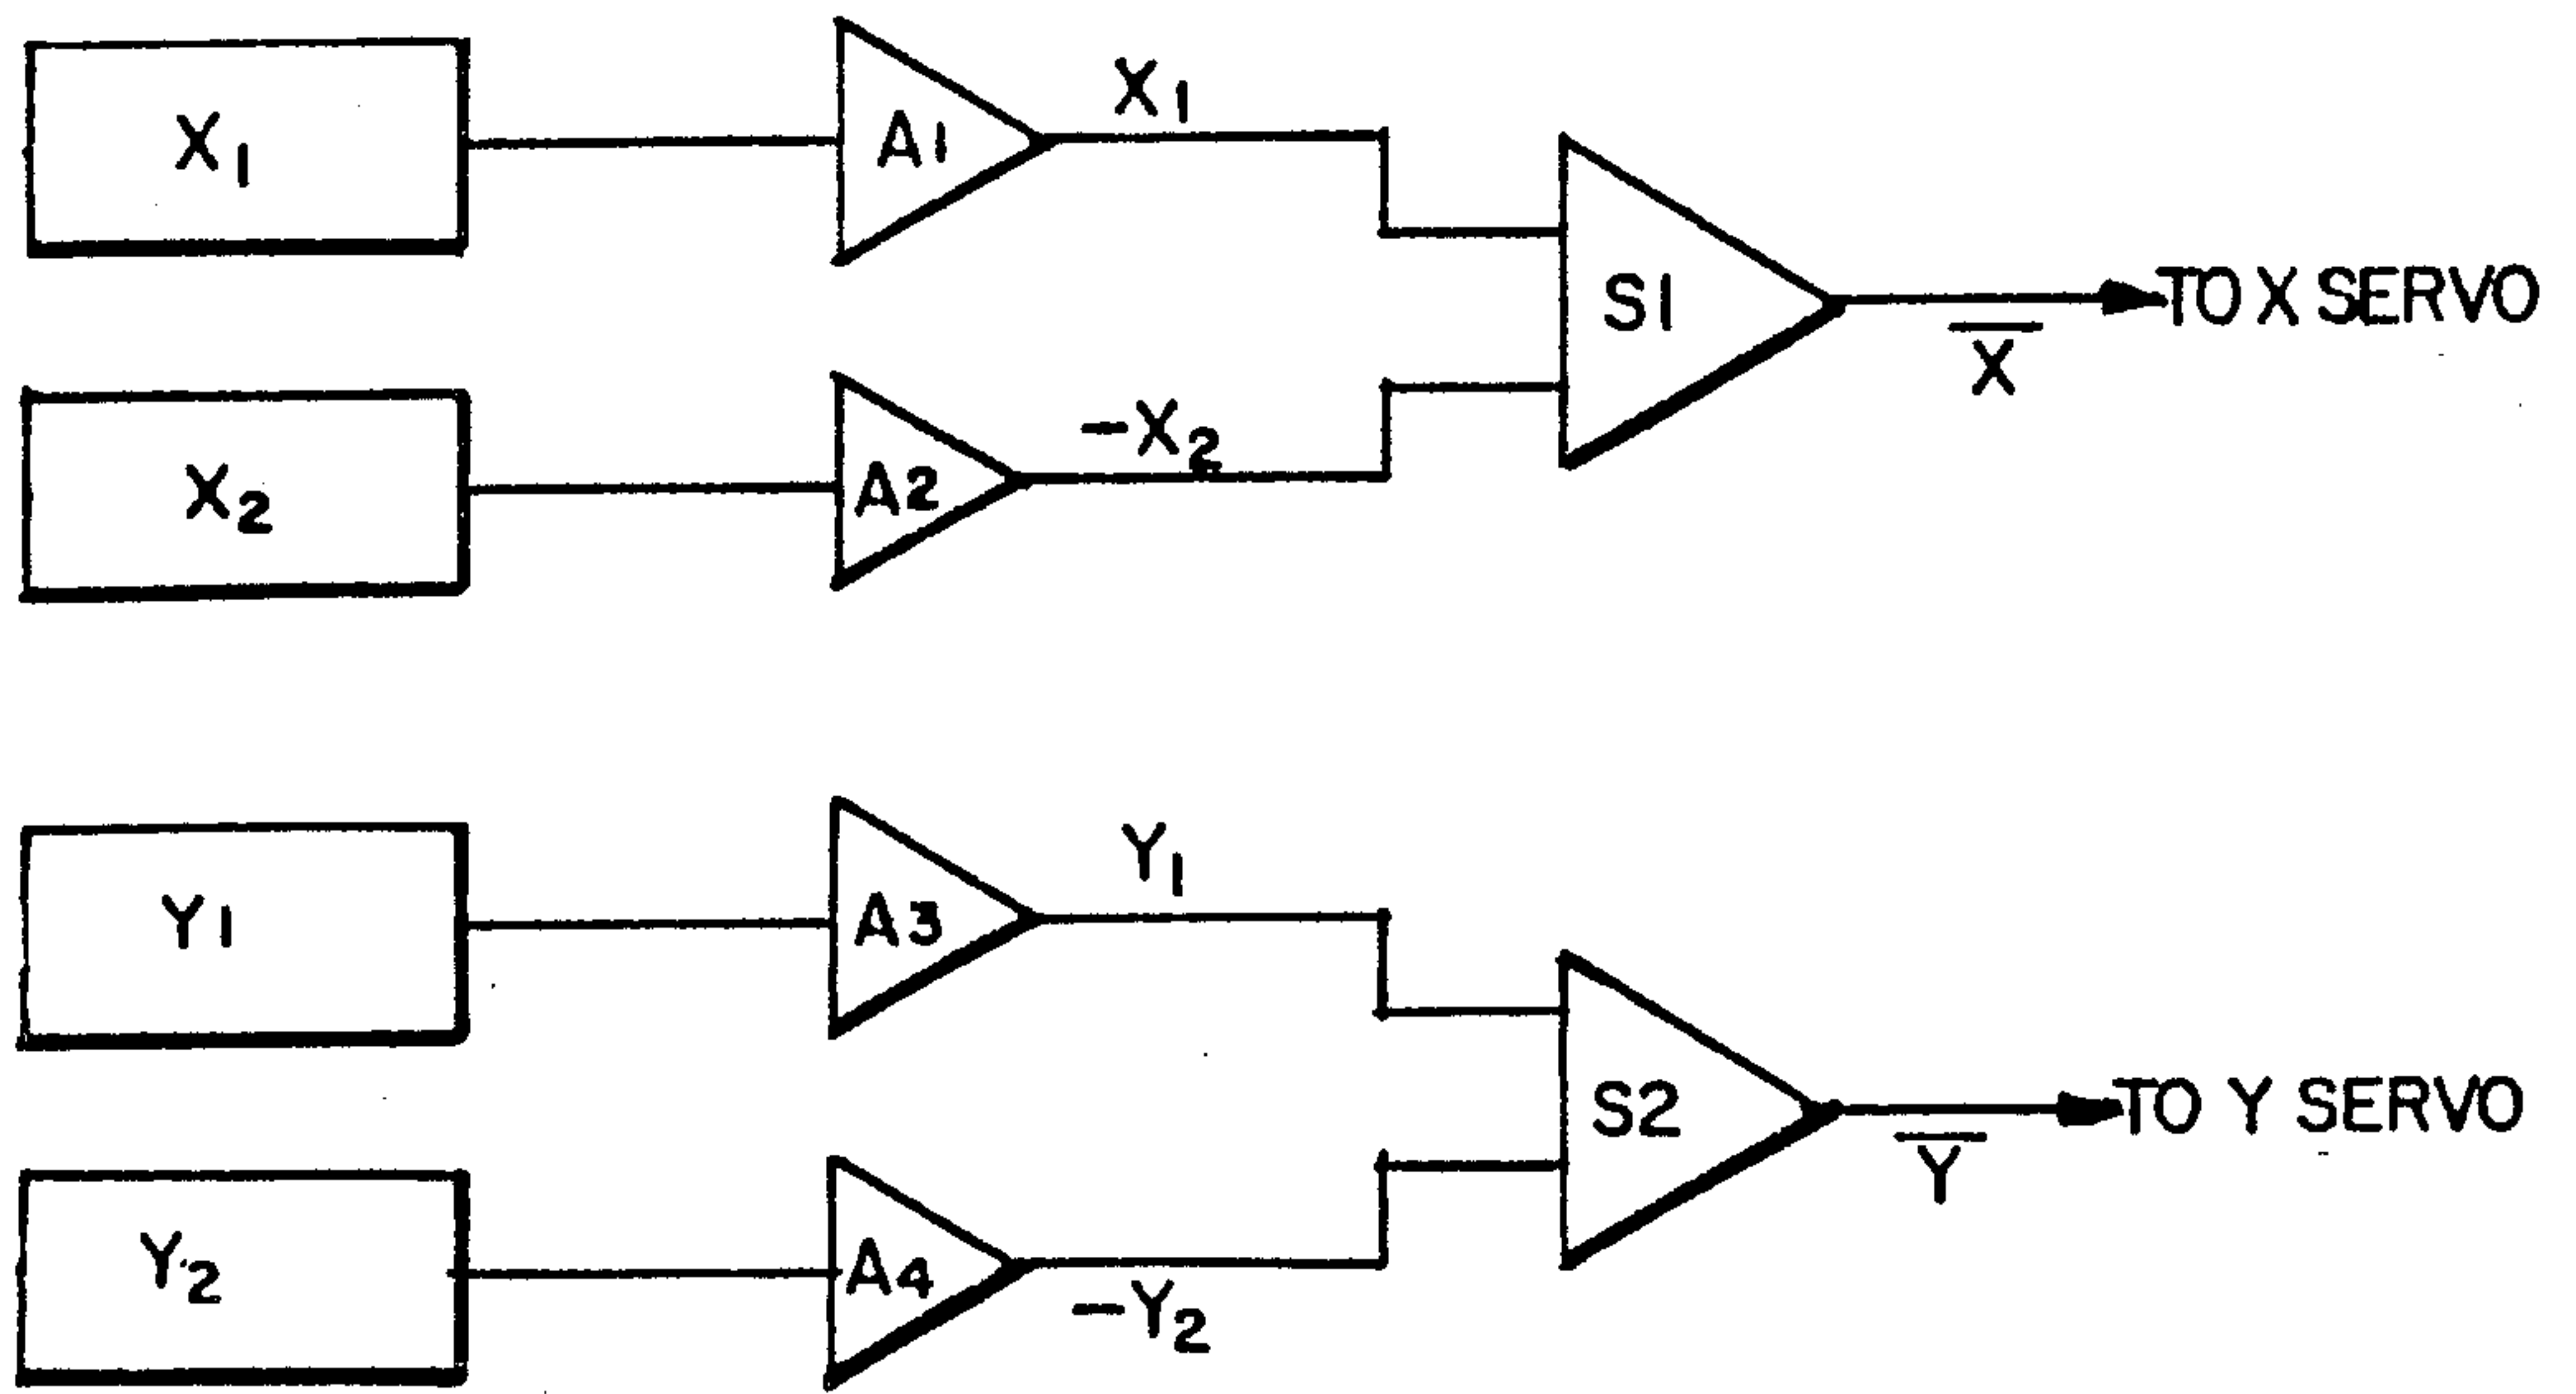 X₁
A1
X₁
S1
TO X SERVO
X̅
X₂
A2
-X₂
Y1
A3
Y₁
S2
TO Y SERVO
Y̅
Y₂
A4
-Y₂